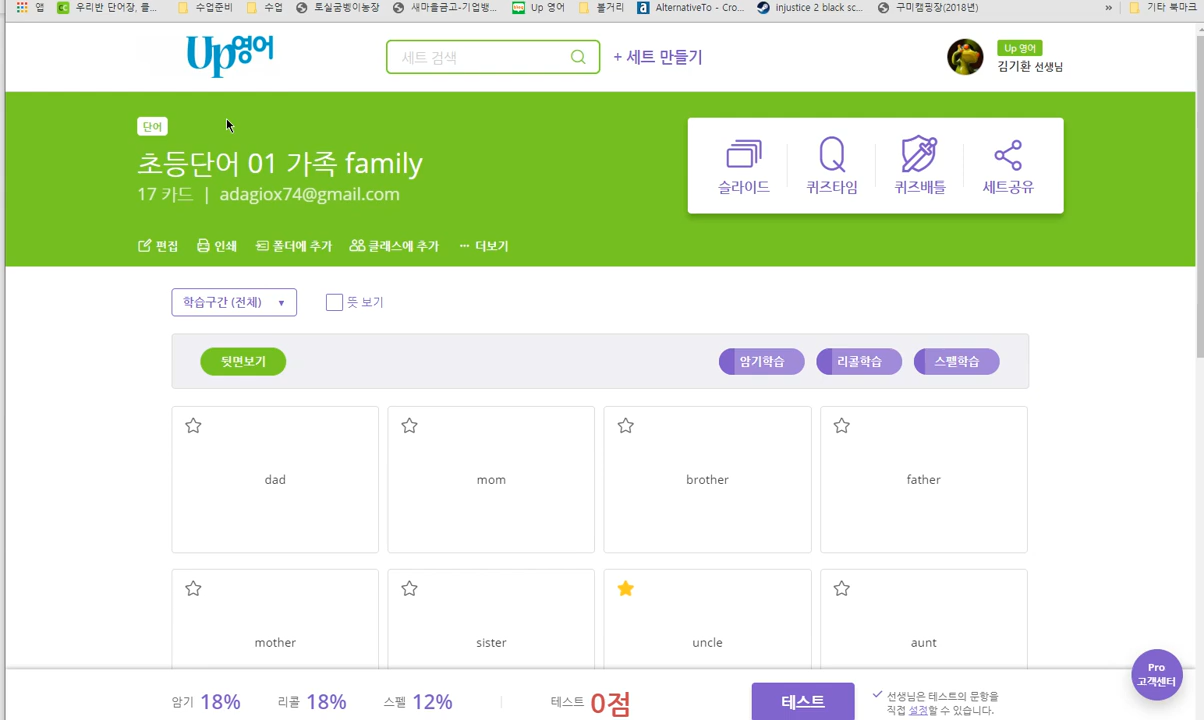 앱 우리반 단어장, 클... 수업준비 수업 토실굼벵이농장 새마을금고-기업뱅... Up 영어 볼거리 AlternativeTo - Cro... injustice 2 black sc... 구미캠핑장(2018년) » 기타 북마크
Up영어
세트 검색
+ 세트 만들기
Up 영어
김기환 선생님
단어
초등단어 01 가족 family
17 카드 | adagiox74@gmail.com
슬라이드 퀴즈타임 퀴즈배틀 세트공유
편집 인쇄 폴더에 추가 클래스에 추가 ··· 더보기
학습구간 (전체) ▼ 뜻 보기
뒷면보기 암기학습 리콜학습 스펠학습
dad mom brother father
mother sister uncle aunt
Pro
고객센터
암기 18% 리콜 18% 스펠 12% 테스트 0점 테스트
선생님은 테스트의 문항을
직접 설정할 수 있습니다.